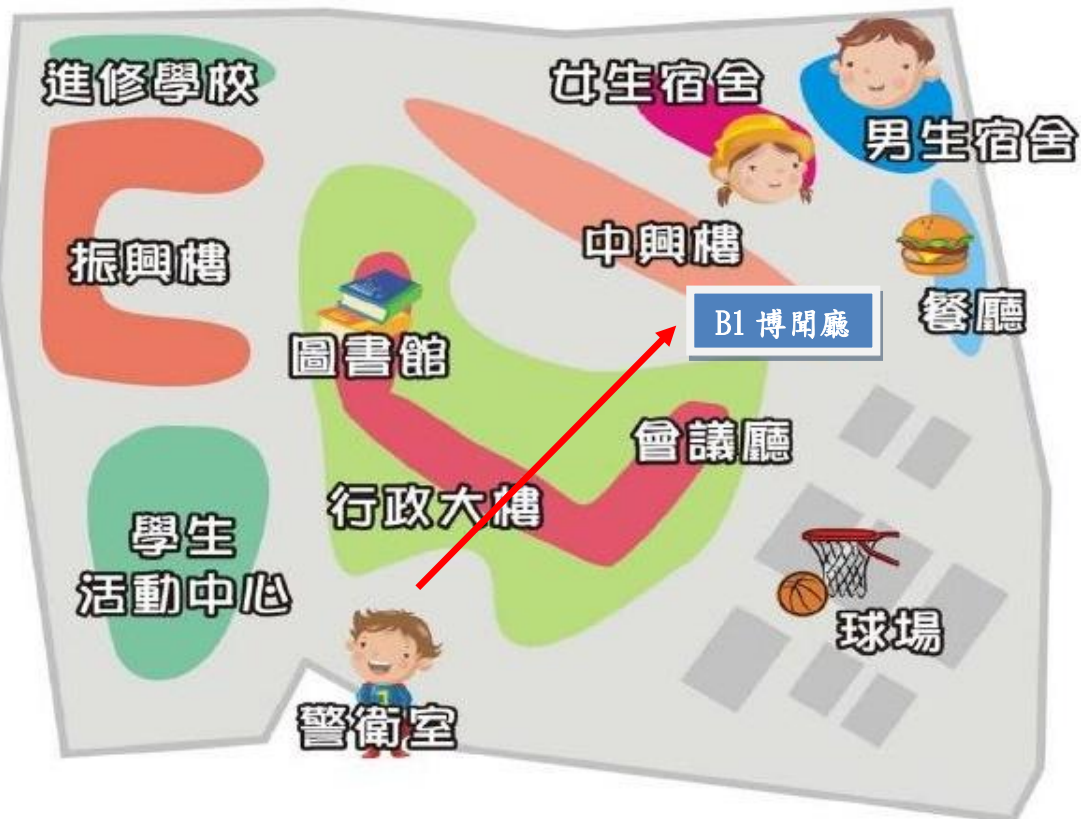 進修學校
女生宿舍
男生宿舍
振興樓
中興樓
餐廳
B1 博聞廳
圖書館
會議廳
行政大樓
學生
活動中心
球場
警衛室